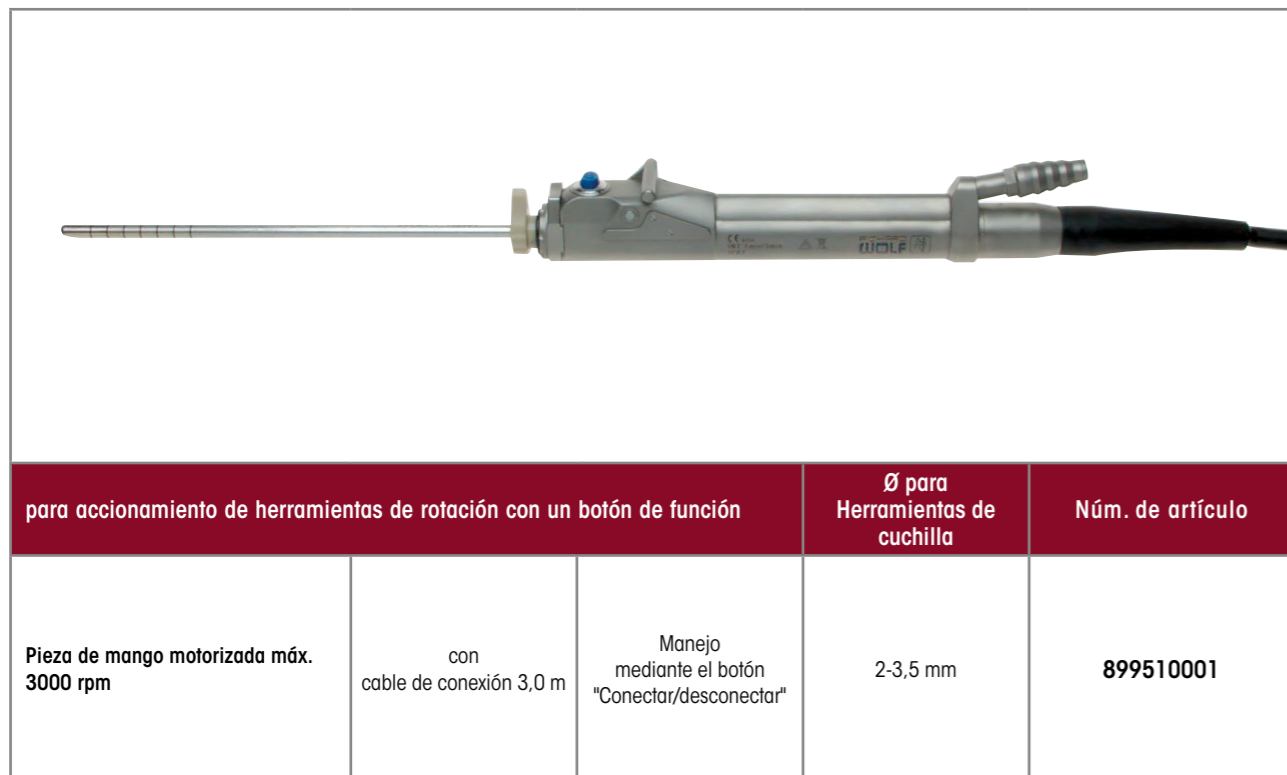 WOLF
para accionamiento de herramientas de rotación con un botón de función
Ø para
Herramientas de
cuchilla
Núm. de artículo
Pieza de mango motorizada máx.
3000 rpm
con
cable de conexión 3,0 m
Manejo
mediante el botón
"Conectar/desconectar"
2-3,5 mm
899510001